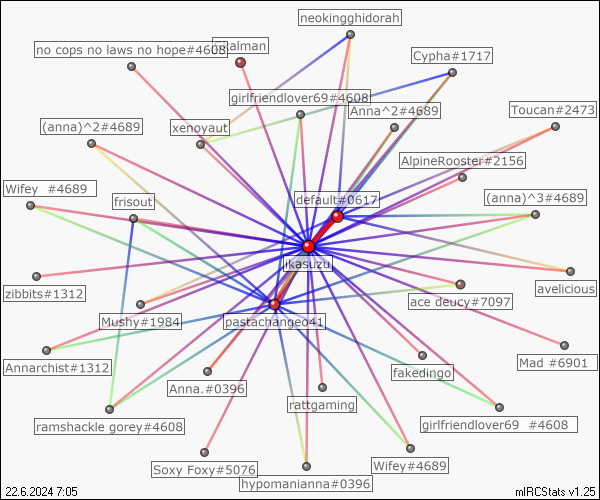 neokingghidorah
no cops no laws no hope#4608
Cypha#1717
girlfriendlover69#4608
Anna^2#4689
Toucan#2473
(anna)^2#4689
xenoyaut
AlpineRooster#2156
Wifey #4689
frisout
default#0617
(anna)^3#4689
ikasuzu
zibbits#1312
Mushy#1984
pastachange041
ace deucy#7097
avelicious
Annarchist#1312
Anna.#0396
rattgaming
fakedingo
Mad #6901
ramshackle gorey#4608
girlfriendlover69 #4608
Soxy Foxy#5076
hypomanianna#0396
Wifey#4689
22.6.2024 7:05
mIRCStats v1.25